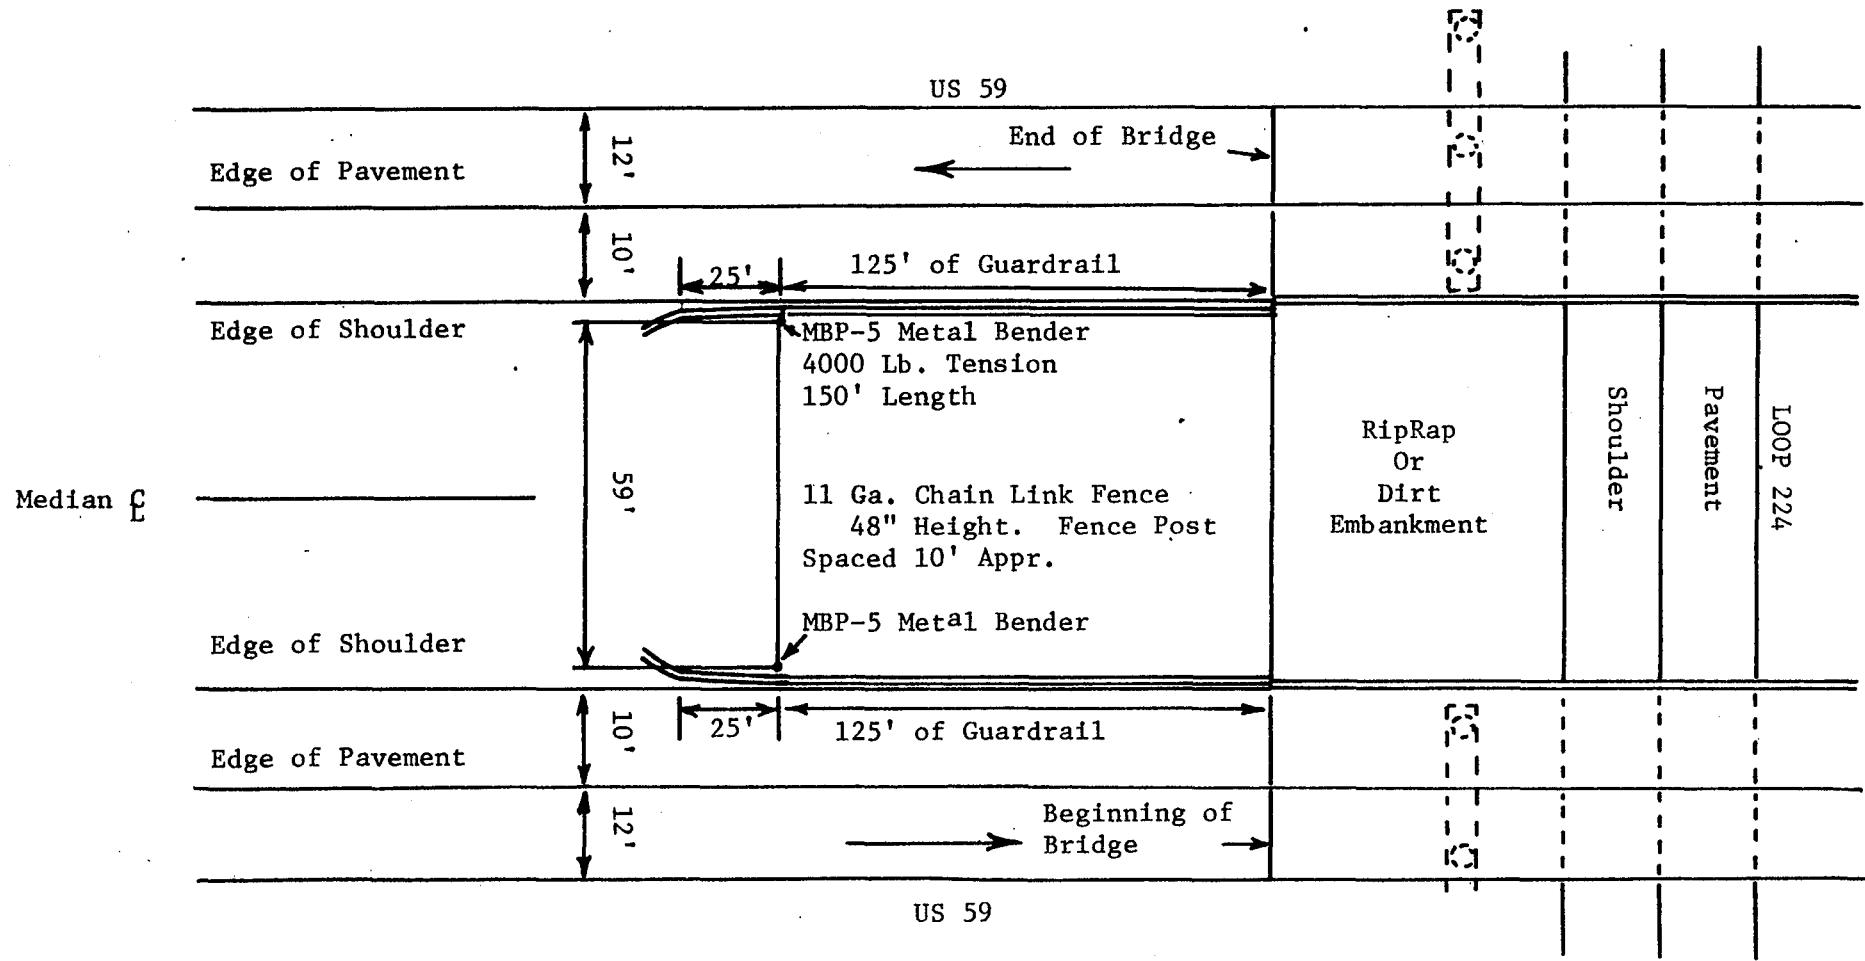 US 59
End of Bridge
Edge of Pavement
12'
10'
25'
125' of Guardrail
Edge of Shoulder
MBP-5 Metal Bender
4000 Lb. Tension
150' Length
RipRap
Or
Dirt
Embankment
Shoulder
Pavement
LOOP 224
Median ℄
59'
11 Ga. Chain Link Fence
48" Height. Fence Post
Spaced 10' Appr.
MBP-5 Metal Bender
Edge of Shoulder
25'
125' of Guardrail
10'
Edge of Pavement
12'
Beginning of
Bridge
US 59